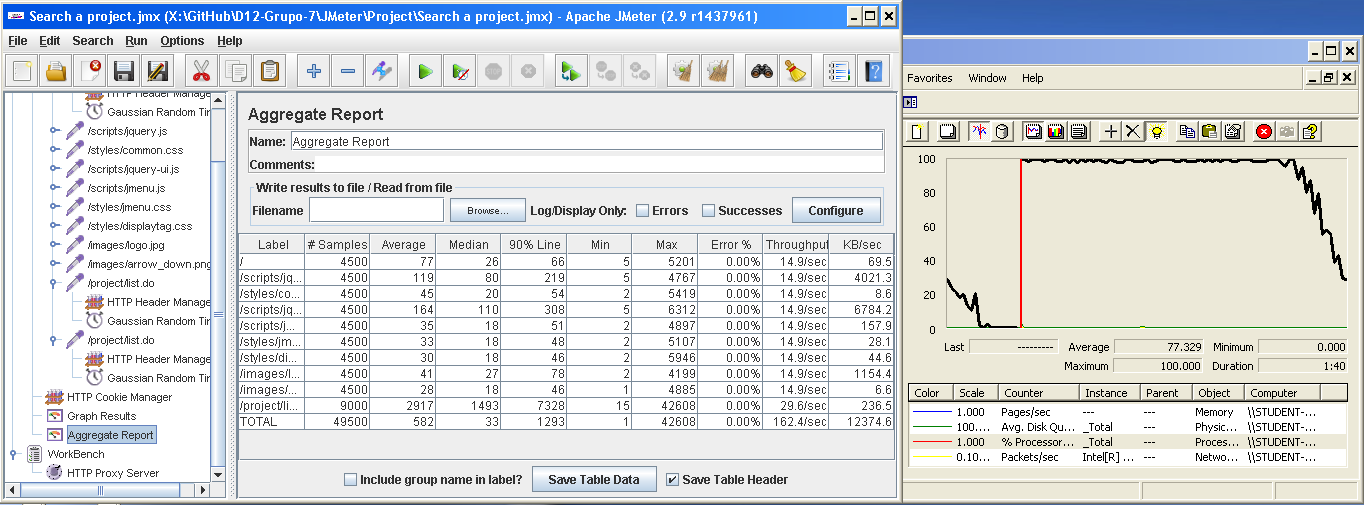 Search a project.jmx (X:\GitHub\D12-Grupo-7\JMeter\Project\Search a project.jmx) - Apache JMeter (2.9 r1437961)
File Edit Search Run Options Help
HTTP Header Manage
Gaussian Random Tir
/scripts/jquery.js
/styles/common.css
/scripts/jquery-ui.js
/scripts/jmenu.js
/styles/jmenu.css
/styles/displaytag.css
/images/logo.jpg
/images/arrow_down.png
/project/list.do
HTTP Header Manage
Gaussian Random Tir
/project/list.do
HTTP Header Manage
Gaussian Random Tir
HTTP Cookie Manager
Graph Results
Aggregate Report
WorkBench
HTTP Proxy Server
Aggregate Report
Name: Aggregate Report
Comments:
Write results to file / Read from file
Filename Browse... Log/Display Only: Errors Successes Configure
Label # Samples Average Median 90% Line Min Max Error % Throughput KB/sec
/ 4500 77 26 66 5 5201 0.00% 14.9/sec 69.5
/scripts/jq... 4500 119 80 219 5 4767 0.00% 14.9/sec 4021.3
/styles/co... 4500 45 20 54 2 5419 0.00% 14.9/sec 8.6
/scripts/jq... 4500 164 110 308 5 6312 0.00% 14.9/sec 6784.2
/scripts/j... 4500 35 18 51 2 4897 0.00% 14.9/sec 157.9
/styles/jm... 4500 33 18 48 2 5107 0.00% 14.9/sec 28.1
/styles/di... 4500 30 18 46 2 5946 0.00% 14.9/sec 44.6
/images/l... 4500 41 27 78 2 4199 0.00% 14.9/sec 1154.4
/images/... 4500 28 18 46 1 4885 0.00% 14.9/sec 6.6
/project/li... 9000 2917 1493 7328 15 42608 0.00% 29.6/sec 236.5
TOTAL 49500 582 33 1293 1 42608 0.00% 162.4/sec 12374.6
Include group name in label? Save Table Data Save Table Header
Favorites Window Help
100
80
60
40
20
0
Last --------- Average 77.329 Minimum 0.000
Maximum 100.000 Duration 1:40
Color Scale Counter Instance Parent Object Computer
1.000 Pages/sec --- --- Memory \\STUDENT-...
100.... Avg. Disk Qu... _Total --- Physic... \\STUDENT-...
1.000 % Processor... _Total --- Proces... \\STUDENT-...
0.10... Packets/sec Intel[R] ... --- Netwo... \\STUDENT-...